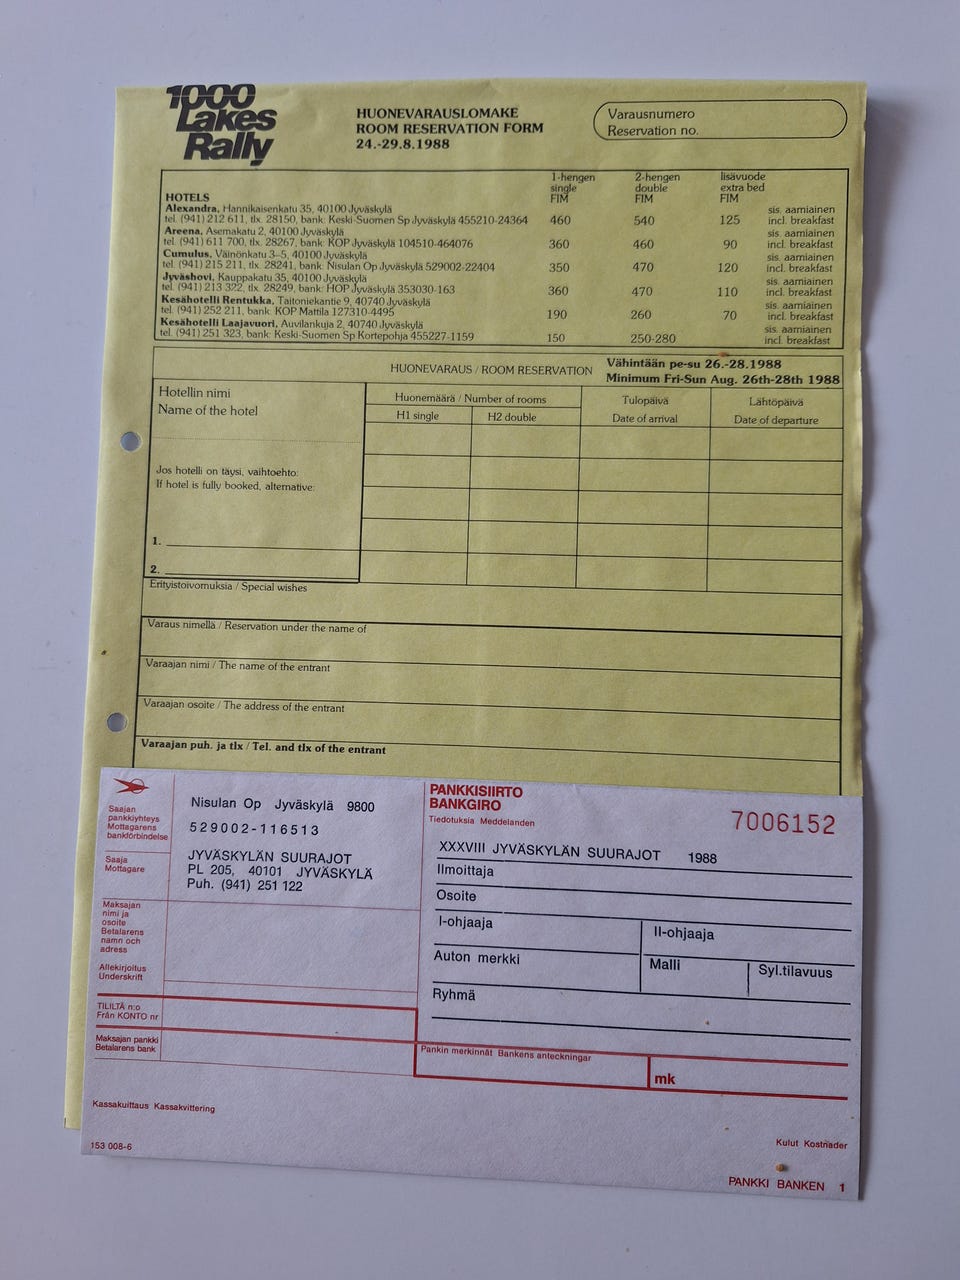 1000
Lakes
Rally
HUONEVARAUSLOMAKE
ROOM RESERVATION FORM
24.-29.8.1988
Varausnumero
Reservation no.
HOTELS
1-hengen single FIM
2-hengen double FIM
lisävuode extra bed FIM
Alexandra, Hannikaisenkatu 35, 40100 Jyväskylä
tel. (941) 212 611, tlx. 28150, bank: Keski-Suomen Sp Jyväskylä 455210-24364 460 540 125 sis. aamiainen incl. breakfast
Areena, Asemakatu 2, 40100 Jyväskylä
tel. (941) 611 700, tlx. 28267, bank: KOP Jyväskylä 104510-464076 360 460 90 sis. aamiainen incl. breakfast
Cumulus, Väinönkatu 3-5, 40100 Jyväskylä
tel. (941) 215 211, tlx. 28241, bank: Nisulan Op Jyväskylä 529002-22404 350 470 120 sis. aamiainen incl. breakfast
Jyväshovi, Kauppakatu 35, 40100 Jyväskylä
tel. (941) 213 322, tlx. 28249, bank: HOP Jyväskylä 353030-163 360 470 110 sis. aamiainen incl. breakfast
Kesähotelli Rentukka, Taitoniekantie 9, 40740 Jyväskylä
tel. (941) 252 211, bank: KOP Mattila 127310-4495 190 260 70 sis. aamiainen incl. breakfast
Kesähotelli Laajavuori, Auvilankuja 2, 40740 Jyväskylä
tel. (941) 251 323, bank: Keski-Suomen Sp Kortepohja 455227-1159 150 250-280 sis. aamiainen incl. breakfast
HUONEVARAUS / ROOM RESERVATION
Vähintään pe-su 26.-28.1988
Minimum Fri-Sun Aug. 26th-28th 1988
Hotellin nimi
Name of the hotel
Huonemäärä / Number of rooms
H1 single
H2 double
Tulopäivä
Date of arrival
Lähtöpäivä
Date of departure
Jos hotelli on täysi, vaihtoehto:
If hotel is fully booked, alternative:
1.
2.
Erityistoivomuksia / Special wishes
Varaus nimellä / Reservation under the name of
Varaajan nimi / The name of the entrant
Varaajan osoite / The address of the entrant
Varaajan puh. ja tlx / Tel. and tlx of the entrant
Saajan
pankkiyhteys
Mottagarens
bankförbindelse
Nisulan Op Jyväskylä 9800
529002-116513
Saaja
Mottagare
JYVÄSKYLÄN SUURAJOT
PL 205, 40101 JYVÄSKYLÄ
Puh. (941) 251 122
Maksajan
nimi ja
osoite
Betalarens
namn och
adress
Allekirjoitus
Underskrift
TILILTÄ n:o
Från KONTO nr
Maksajan pankki
Betalarens bank
Kassakuittaus Kassakvittering
153 008-6
PANKKISIIRTO
BANKGIRO
Tiedotuksia Meddelanden
7006152
XXXVIII JYVÄSKYLÄN SUURAJOT 1988
Ilmoittaja
Osoite
I-ohjaaja
II-ohjaaja
Auton merkki
Malli
Syl.tilavuus
Ryhmä
Pankin merkinnät Bankens anteckningar
mk
Kulut Kostnader
PANKKI BANKEN 1